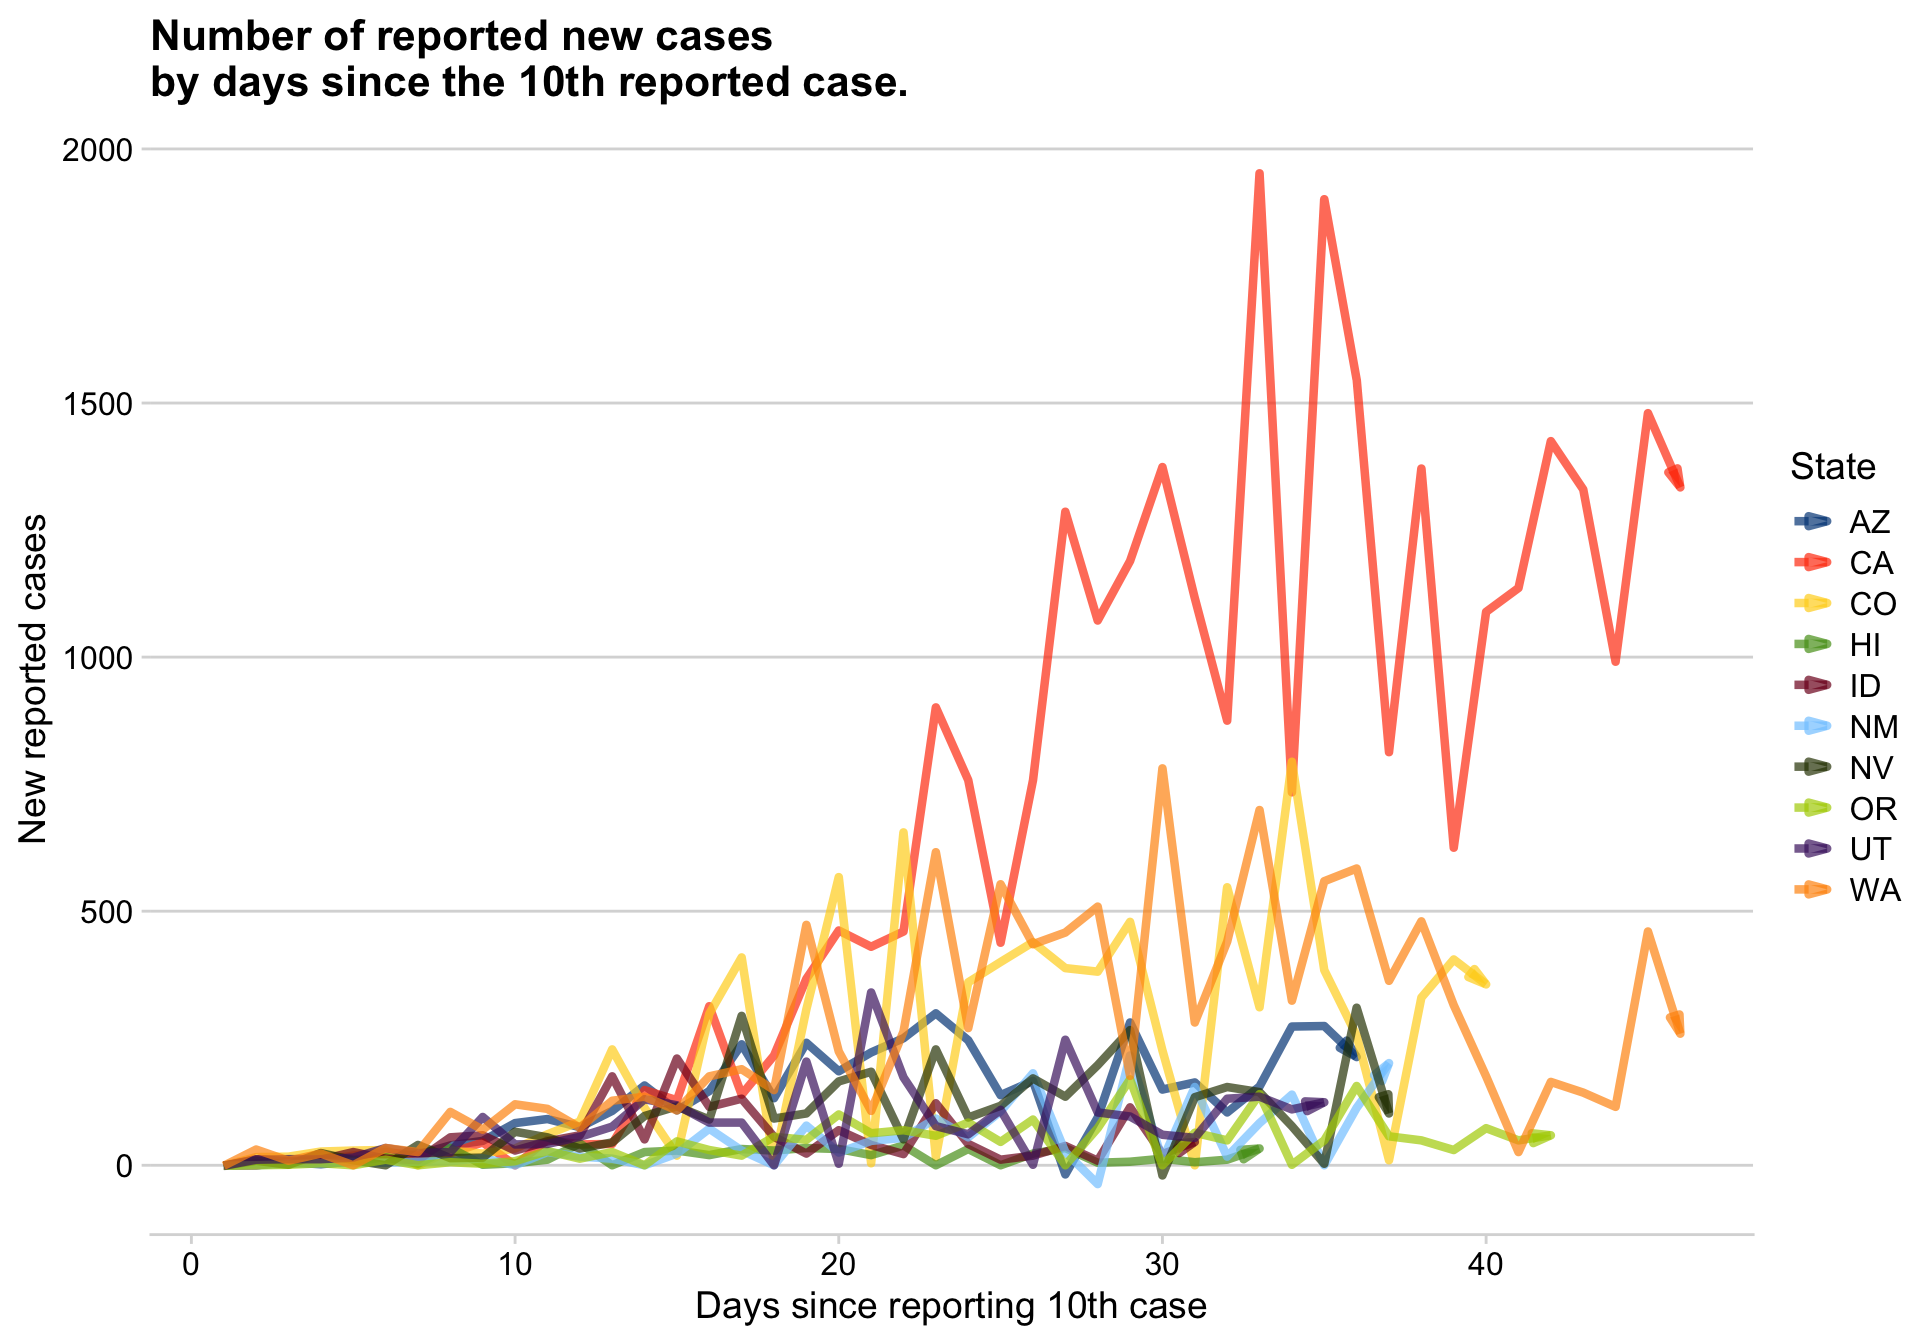 Number of reported new cases
by days since the 10th reported case.
2000
1500
1000
500
0
New reported cases
0
10
20
30
40
Days since reporting 10th case
State
AZ
CA
CO
HI
ID
NM
NV
OR
UT
WA